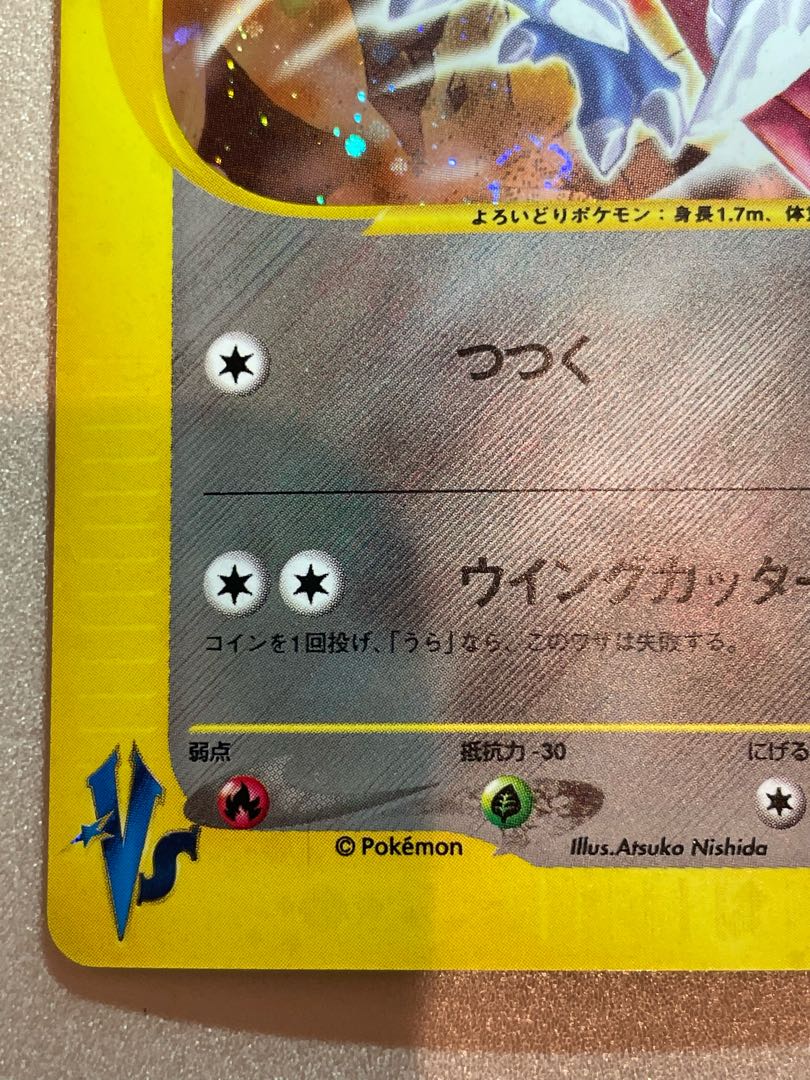 よろいどりポケモン：身長1.7m、体
つつく
ウイングカッター
コインを1回投げ、「うら」なら、このワザは失敗する。
弱点 抵抗力 -30 にげる
VS
© Pokémon Illus.Atsuko Nishida